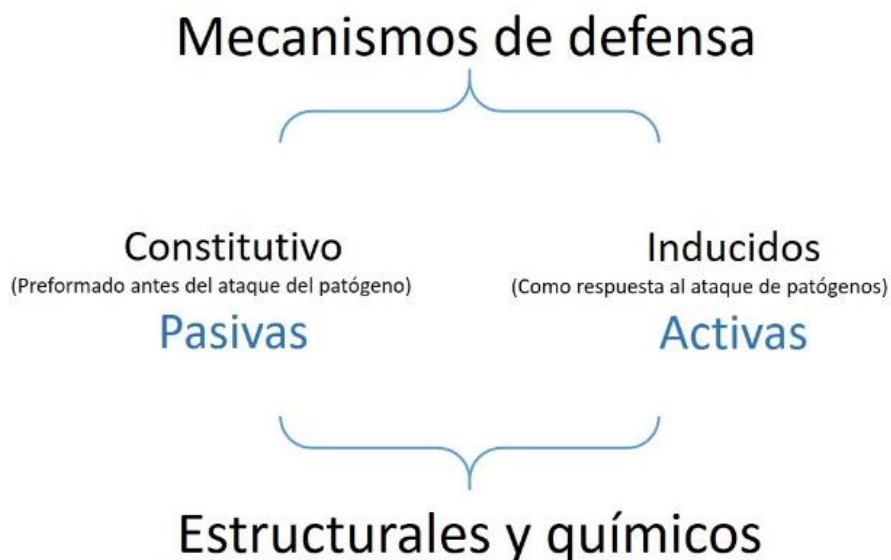 Mecanismos de defensa
Constitutivo
(Preformado antes del ataque del patógeno)
Pasivas
Inducidos
(Como respuesta al ataque de patógenos)
Activas
Estructurales y químicos